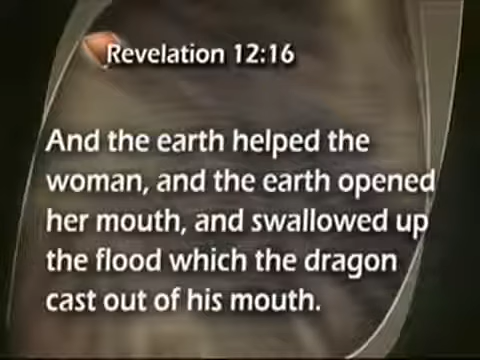 Revelation 12:16
And the earth helped the
woman, and the earth opened
her mouth, and swallowed up
the flood which the dragon
cast out of his mouth.